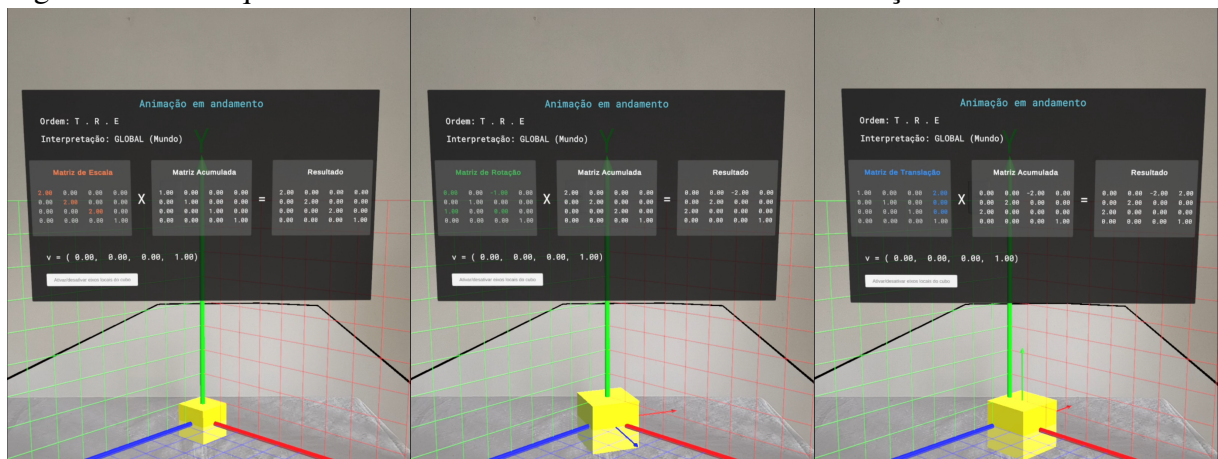 Animação em andamento
Ordem: T . R . E
Interpretação: GLOBAL (Mundo)
Matriz de Escala
2.00 0.00 0.00 0.00
0.00 2.00 0.00 0.00
0.00 0.00 2.00 0.00
0.00 0.00 0.00 1.00
X
Matriz Acumulada
1.00 0.00 0.00 0.00
0.00 1.00 0.00 0.00
0.00 0.00 1.00 0.00
0.00 0.00 0.00 1.00
=
Resultado
2.00 0.00 0.00 0.00
0.00 2.00 0.00 0.00
0.00 0.00 2.00 0.00
0.00 0.00 0.00 1.00
v = ( 0.00, 0.00, 0.00, 1.00)
Ativar/desativar eixos locais do cubo
Y
Animação em andamento
Ordem: T . R . E
Interpretação: GLOBAL (Mundo)
Matriz de Rotação
0.00 0.00 -1.00 0.00
0.00 1.00 0.00 0.00
1.00 0.00 0.00 0.00
0.00 0.00 0.00 1.00
X
Matriz Acumulada
2.00 0.00 0.00 0.00
0.00 2.00 0.00 0.00
0.00 0.00 2.00 0.00
0.00 0.00 0.00 1.00
=
Resultado
0.00 0.00 -2.00 0.00
0.00 2.00 0.00 0.00
2.00 0.00 0.00 0.00
0.00 0.00 0.00 1.00
v = ( 0.00, 0.00, 0.00, 1.00)
Ativar/desativar eixos locais do cubo
Y
Animação em andamento
Ordem: T . R . E
Interpretação: GLOBAL (Mundo)
Matriz de Translação
1.00 0.00 0.00 2.00
0.00 1.00 0.00 0.00
0.00 0.00 1.00 0.00
0.00 0.00 0.00 1.00
X
Matriz Acumulada
0.00 0.00 -2.00 0.00
0.00 2.00 0.00 0.00
2.00 0.00 0.00 0.00
0.00 0.00 0.00 1.00
=
Resultado
0.00 0.00 -2.00 2.00
0.00 2.00 0.00 0.00
2.00 0.00 0.00 0.00
0.00 0.00 0.00 1.00
v = ( 0.00, 0.00, 0.00, 1.00)
Ativar/desativar eixos locais do cubo
Y